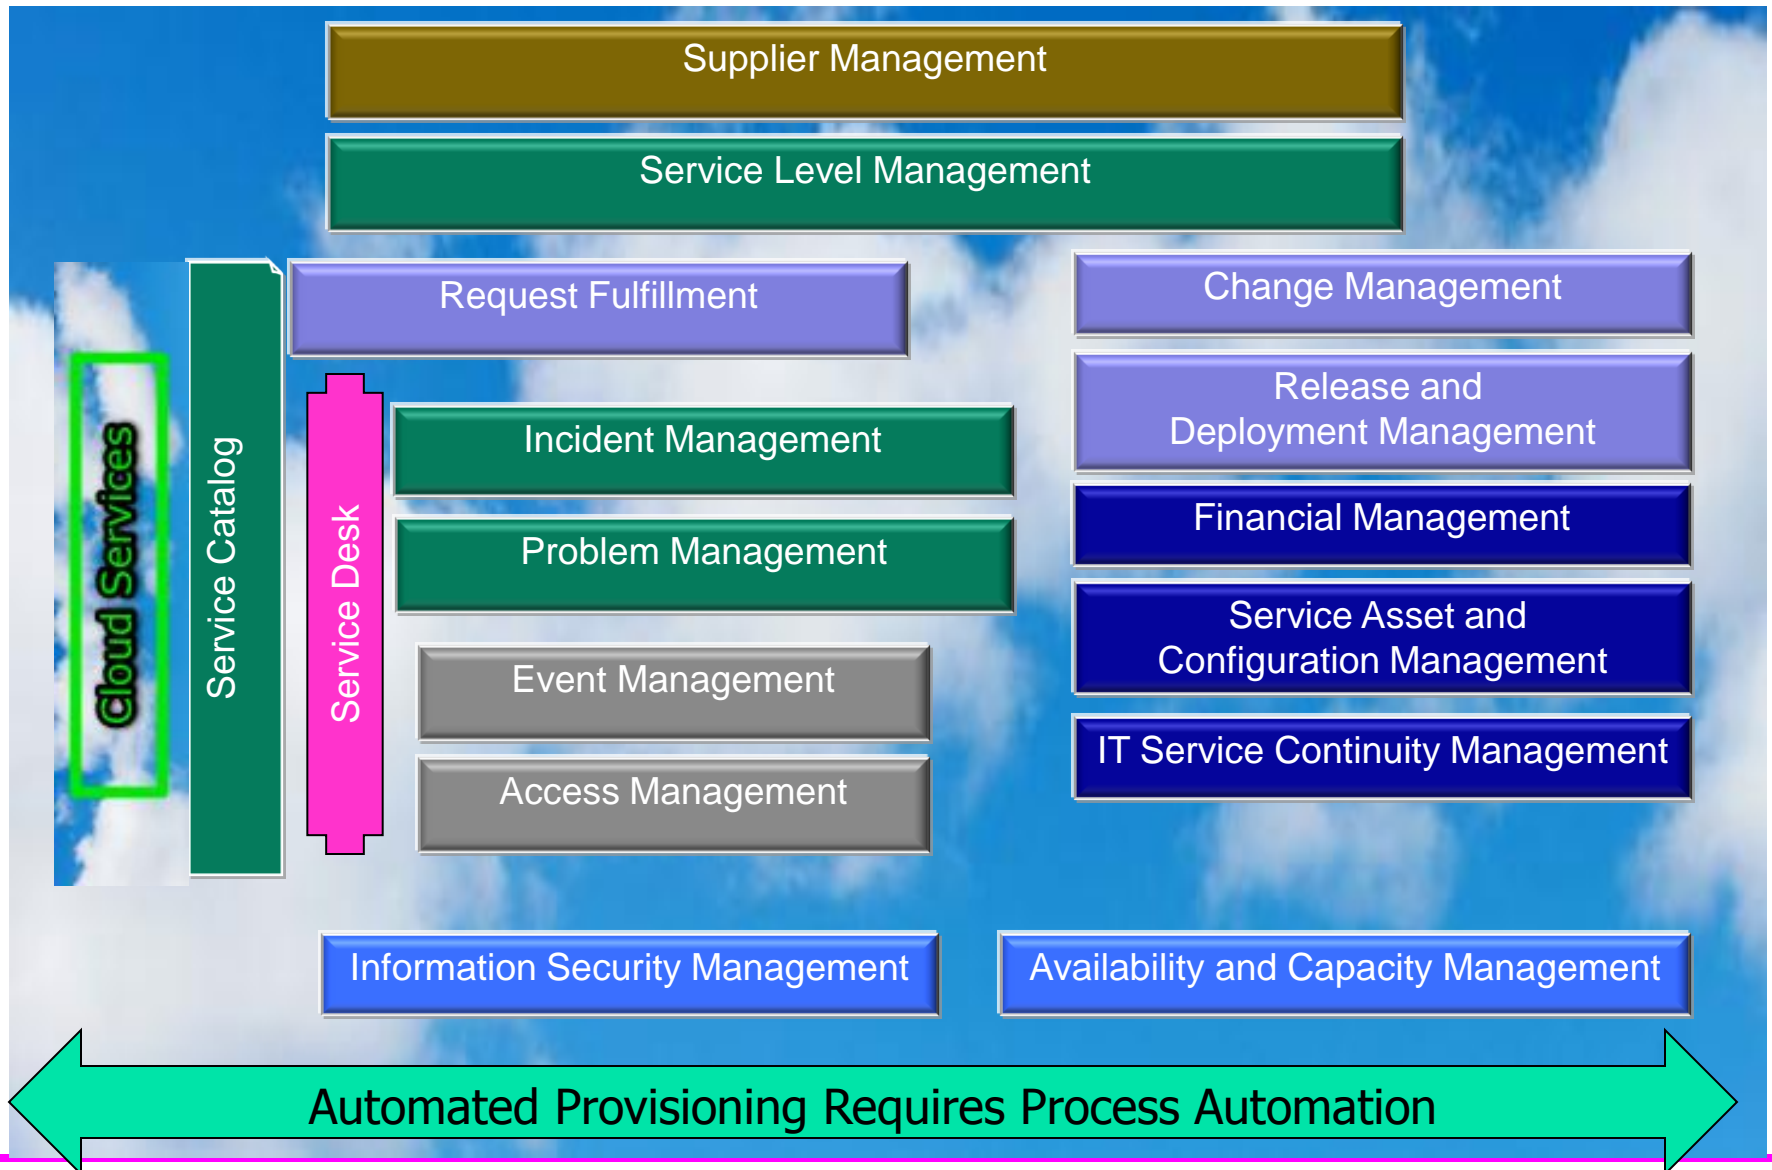 Supplier Management
Service Level Management
Request Fulfillment
Change Management
Release and
Deployment Management
Cloud Services
Service Catalog
Service Desk
Incident Management
Problem Management
Financial Management
Service Asset and
Configuration Management
Event Management
Access Management
IT Service Continuity Management
Information Security Management
Availability and Capacity Management
Automated Provisioning Requires Process Automation